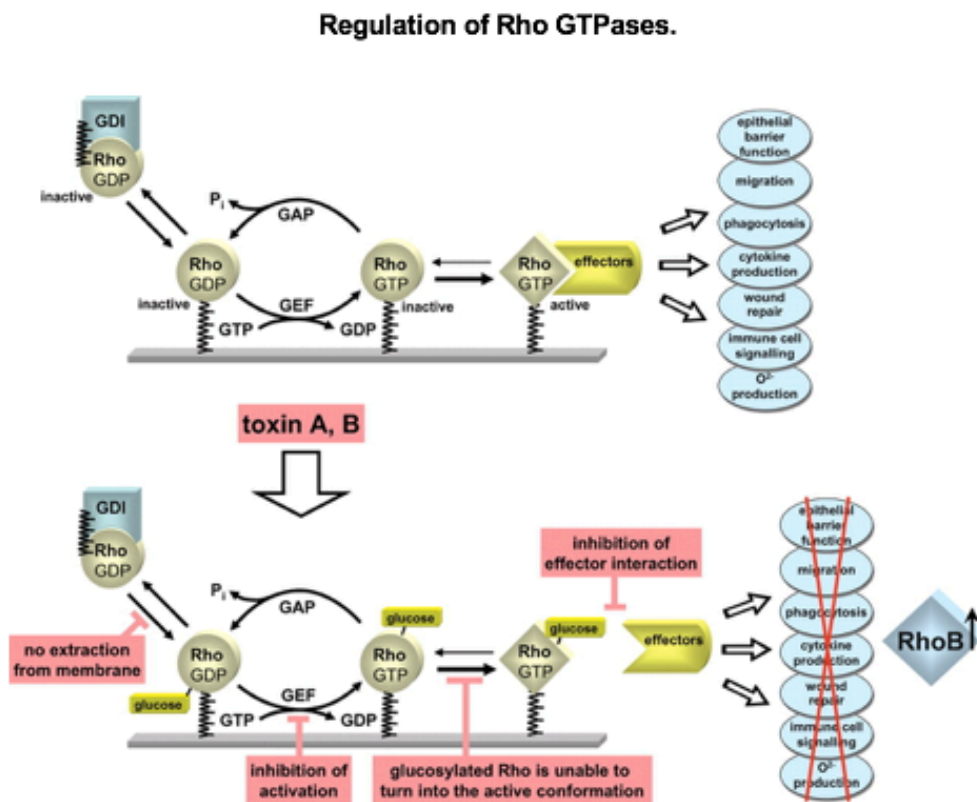 Regulation of Rho GTPases.
GDI
Rho
GDP
inactive
Pi
GAP
Rho
GDP
inactive
GEF
GTP
GDP
Rho
GTP
inactive
Rho
GTP
active
effectors
epithelial
barrier
function
migration
phagocytosis
cytokine
production
wound
repair
immune cell
signalling
O²⁻
production
toxin A, B
GDI
Rho
GDP
no extraction
from membrane
Pi
GAP
Rho
GDP
glucose
GEF
GTP
GDP
inhibition of
activation
glucose
Rho
GTP
glucosylated Rho is unable to
turn into the active conformation
inhibition of
effector interaction
glucose
Rho
GTP
effectors
epithelial
barrier
function
migration
phagocytosis
cytokine
production
wound
repair
immune cell
signalling
O²⁻
production
RhoB